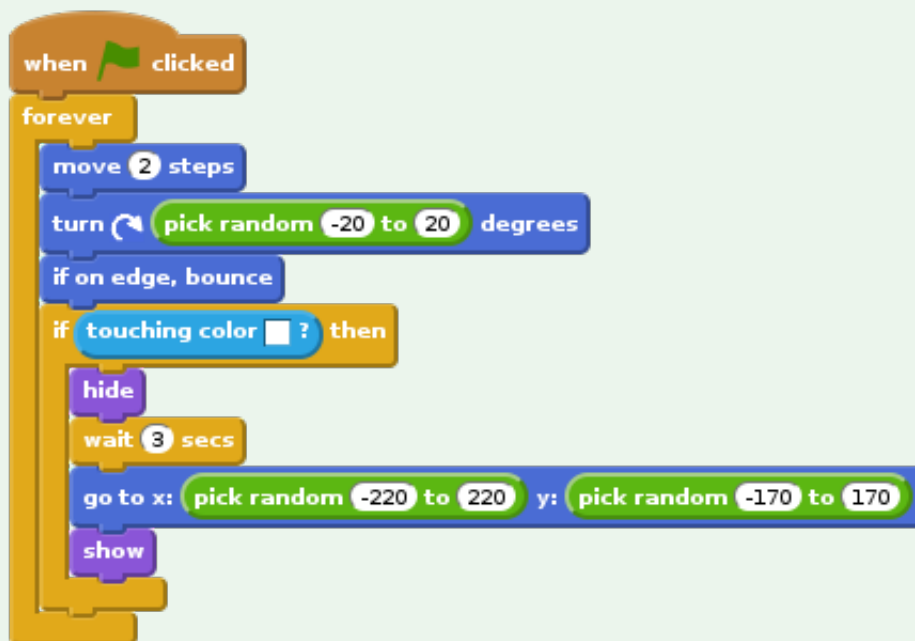 when clicked
forever
move 2 steps
turn pick random -20 to 20 degrees
if on edge, bounce
if touching color ? then
hide
wait 3 secs
go to x: pick random -220 to 220 y: pick random -170 to 170
show